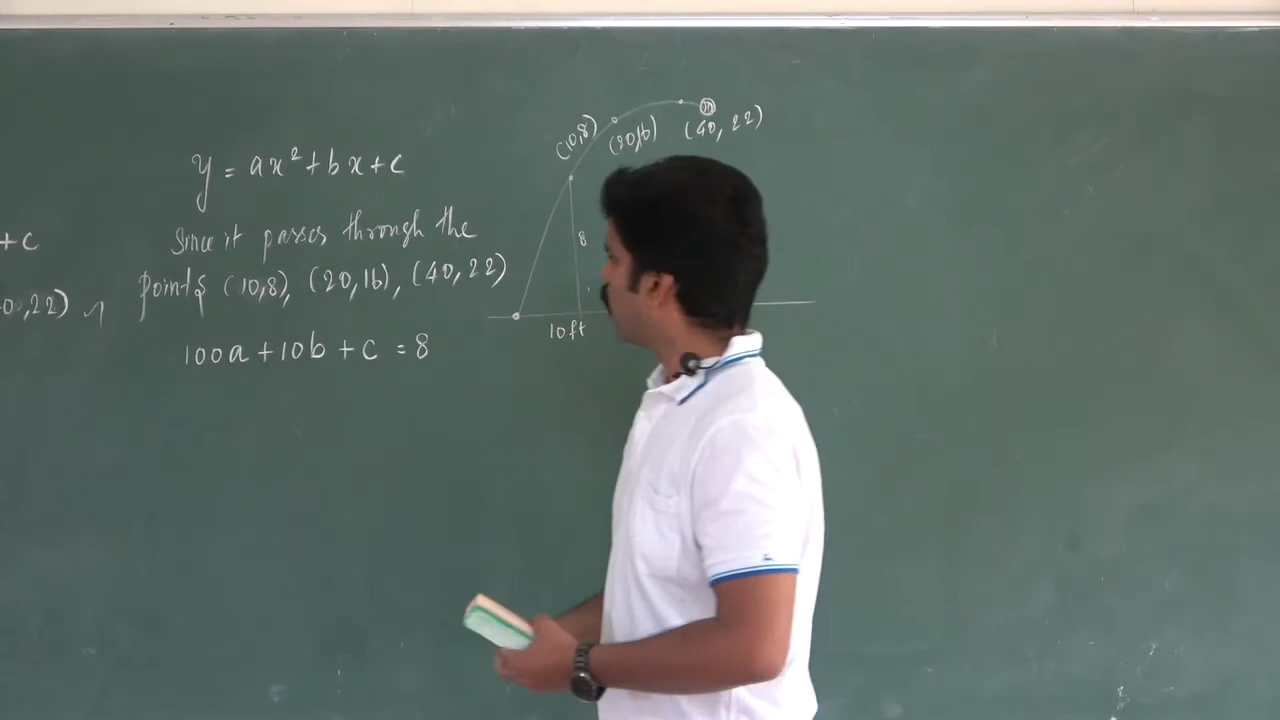 y = ax² + bx + c
Since it passes through the
points (10,8), (20,16), (40,22)
100a + 10b + c = 8
+ c
0,22)
(10,8)
(20,16)
(40, 22)
8
10ft